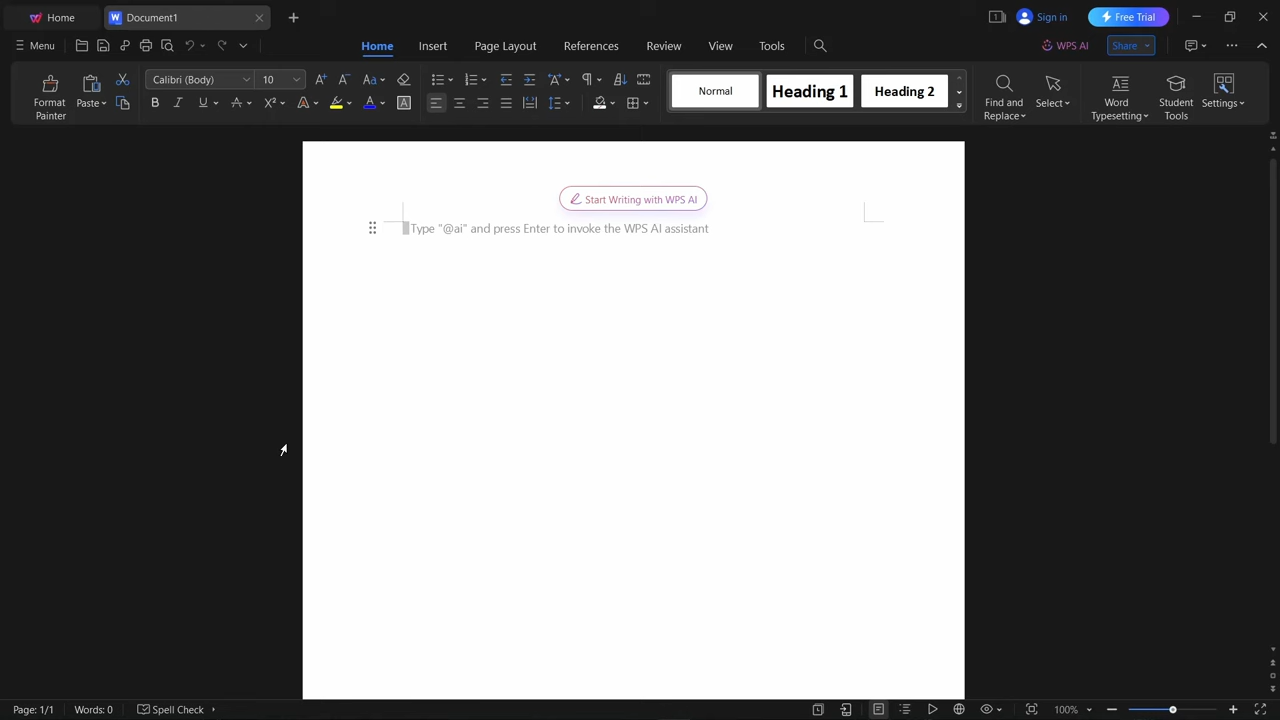 Home
Document1
Sign in
Free Trial
Menu
Home
Insert
Page Layout
References
Review
View
Tools
WPS AI
Share
Format
Painter
Paste
Calibri (Body)
10
Normal
Heading 1
Heading 2
Find and
Replace
Select
Word
Typesetting
Student
Tools
Settings
Start Writing with WPS AI
Type "@ai" and press Enter to invoke the WPS AI assistant
Page: 1/1
Words: 0
Spell Check
100%